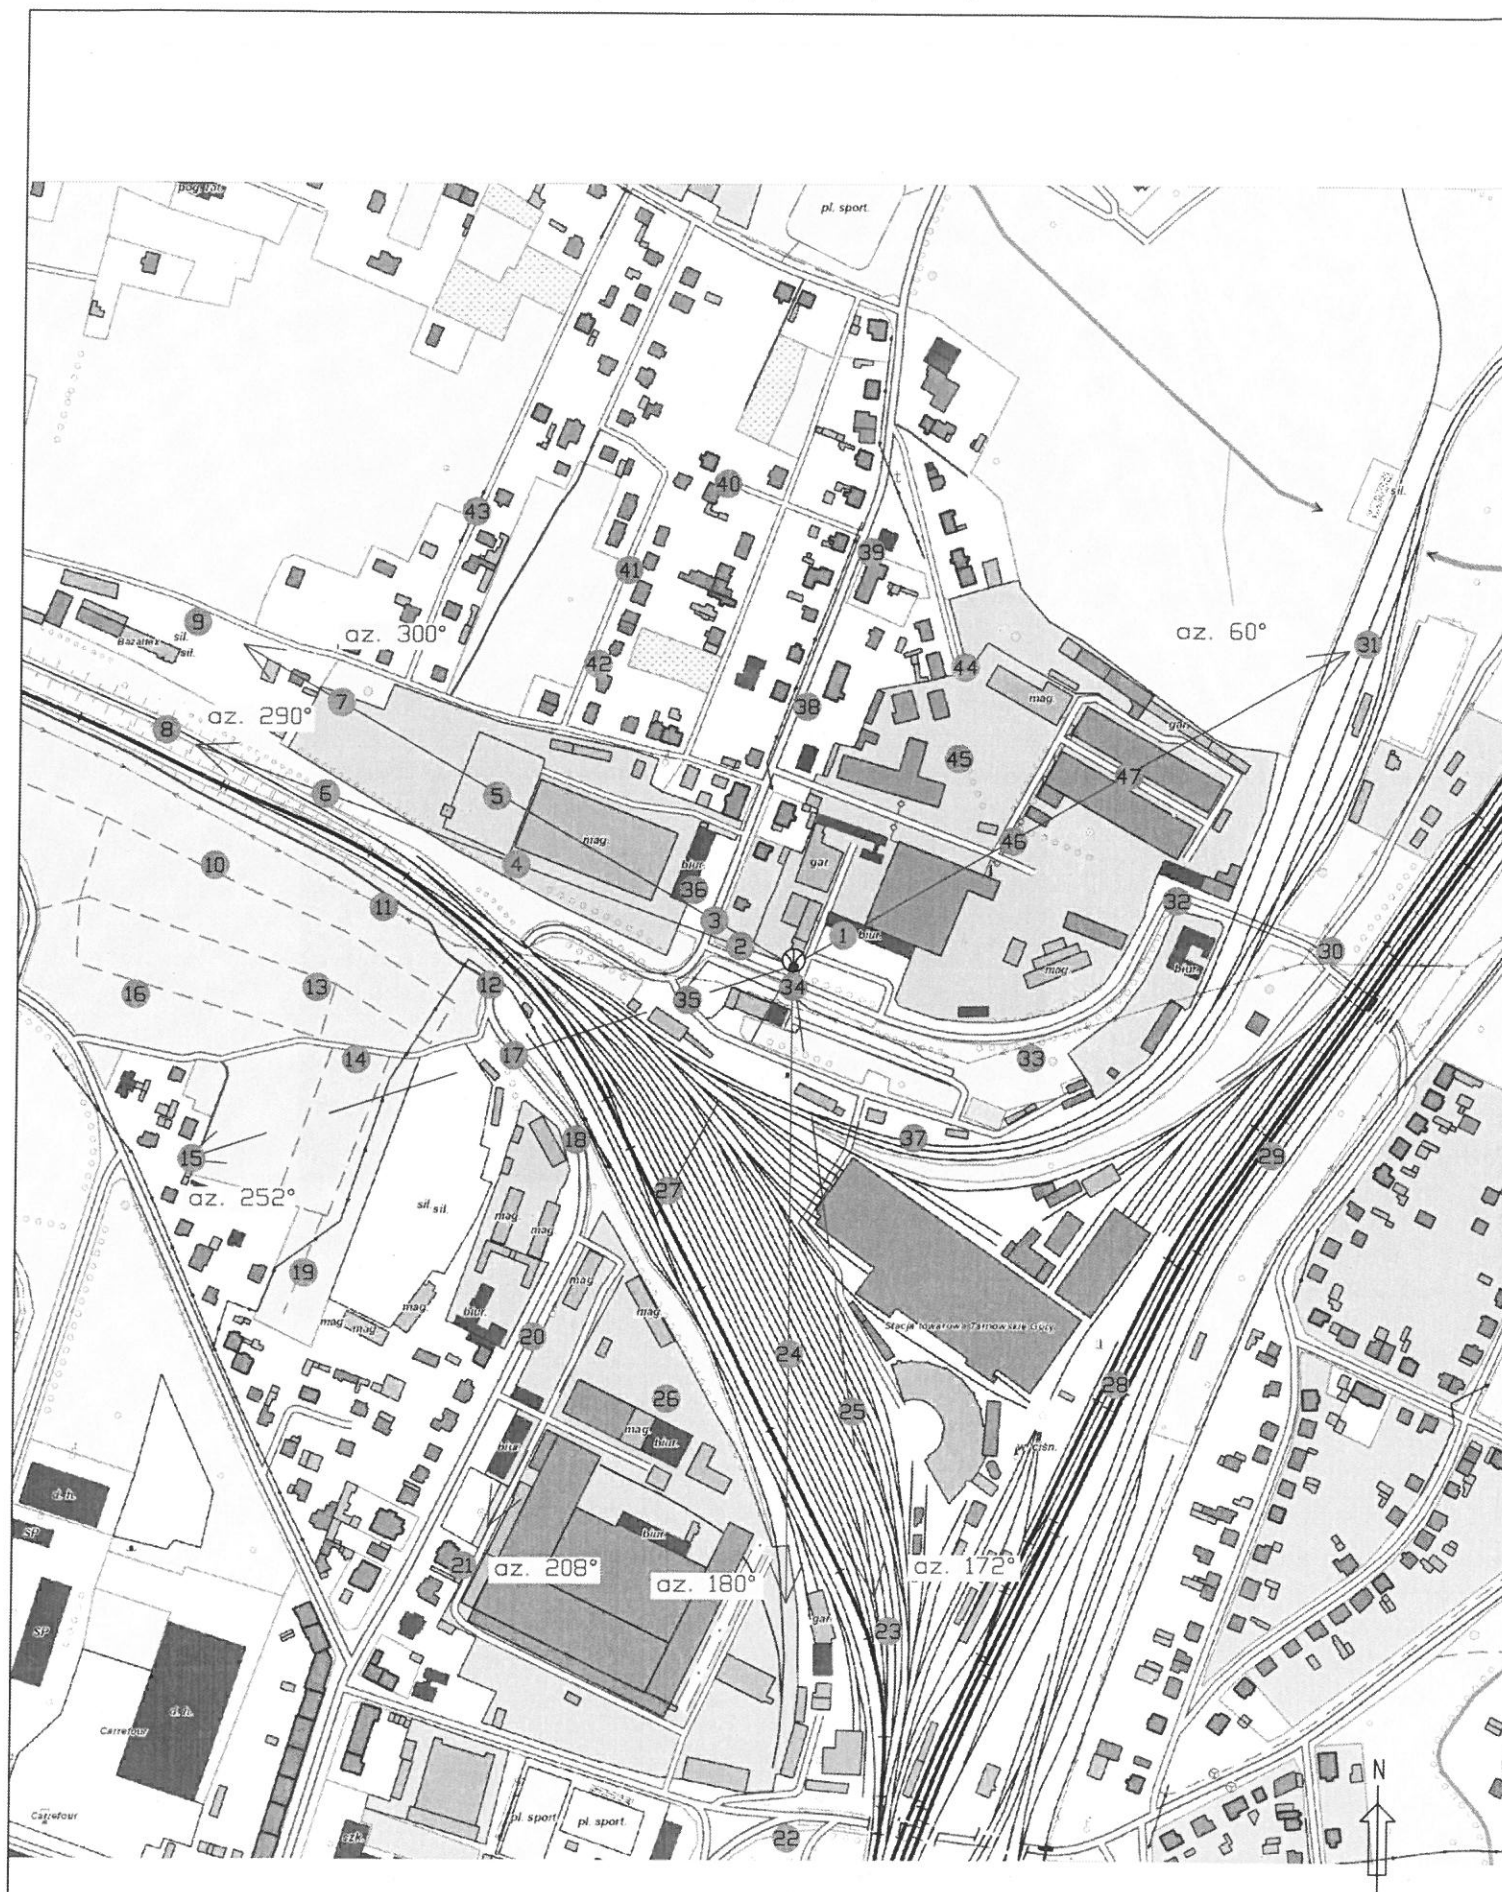 pl. sport.
40
43
39
41
sil.
9
Bazaltex
sil.
sil.
az. 300°
42
44
az. 60°
31
7
az. 290°
8
38
mag.
gar.
45
47
6
5
4
mag.
biur.
36
gar.
46
10
11
3
2
1
biur.
32
30
12
13
16
34
35
mag.
biur.
17
14
33
18
37
15
az. 252°
27
29
sil.
sil.
mag.
mag.
19
mag.
mag.
mag.
mag.
biur.
mag.
20
24
Stacja towarowa Tarnowskie Góry
28
26
25
mag.
biur.
biur.
d. h.
SP
biur.
21
az. 208°
az. 180°
az. 172°
gar.
23
SP
d. h.
Carrefour
N
Carrefour
pl. sport
pl. sport.
szk.
22